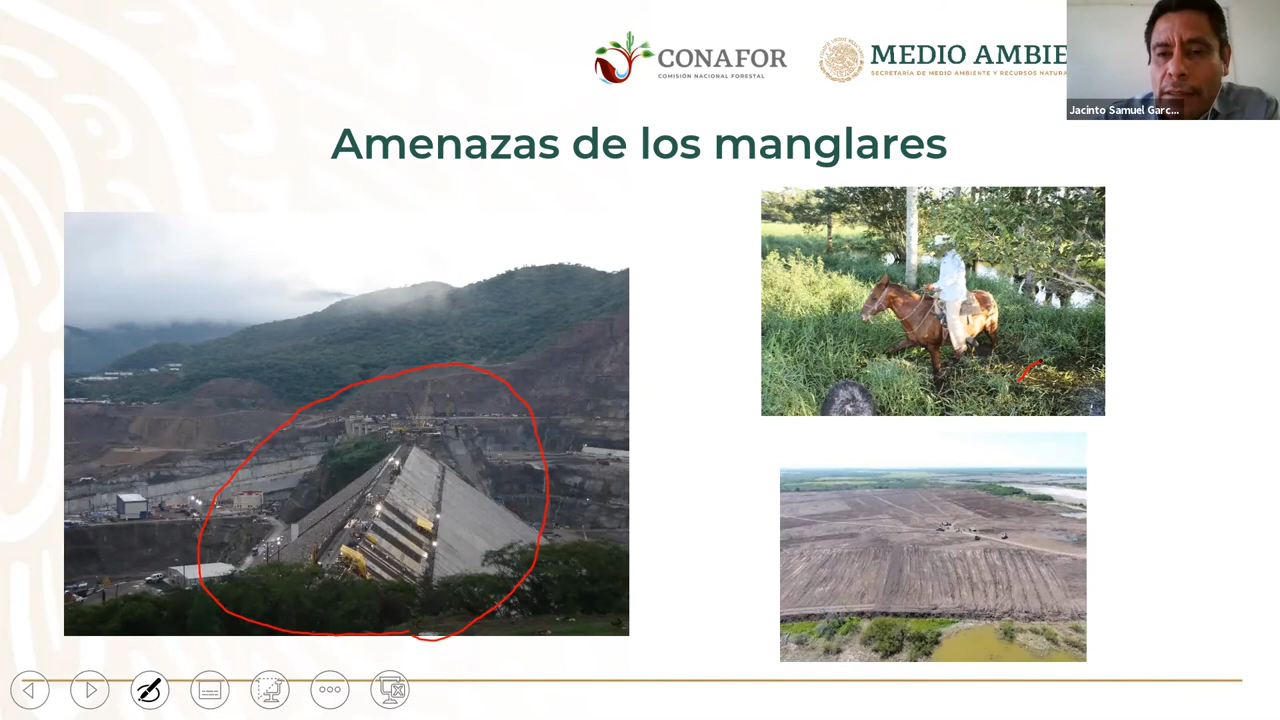 CONAFOR
COMISIÓN NACIONAL FORESTAL
MEDIO AMBIE
SECRETARÍA DE MEDIO AMBIENTE Y RECURSOS NATURA
Jacinto Samuel Garc...
Amenazas de los manglares